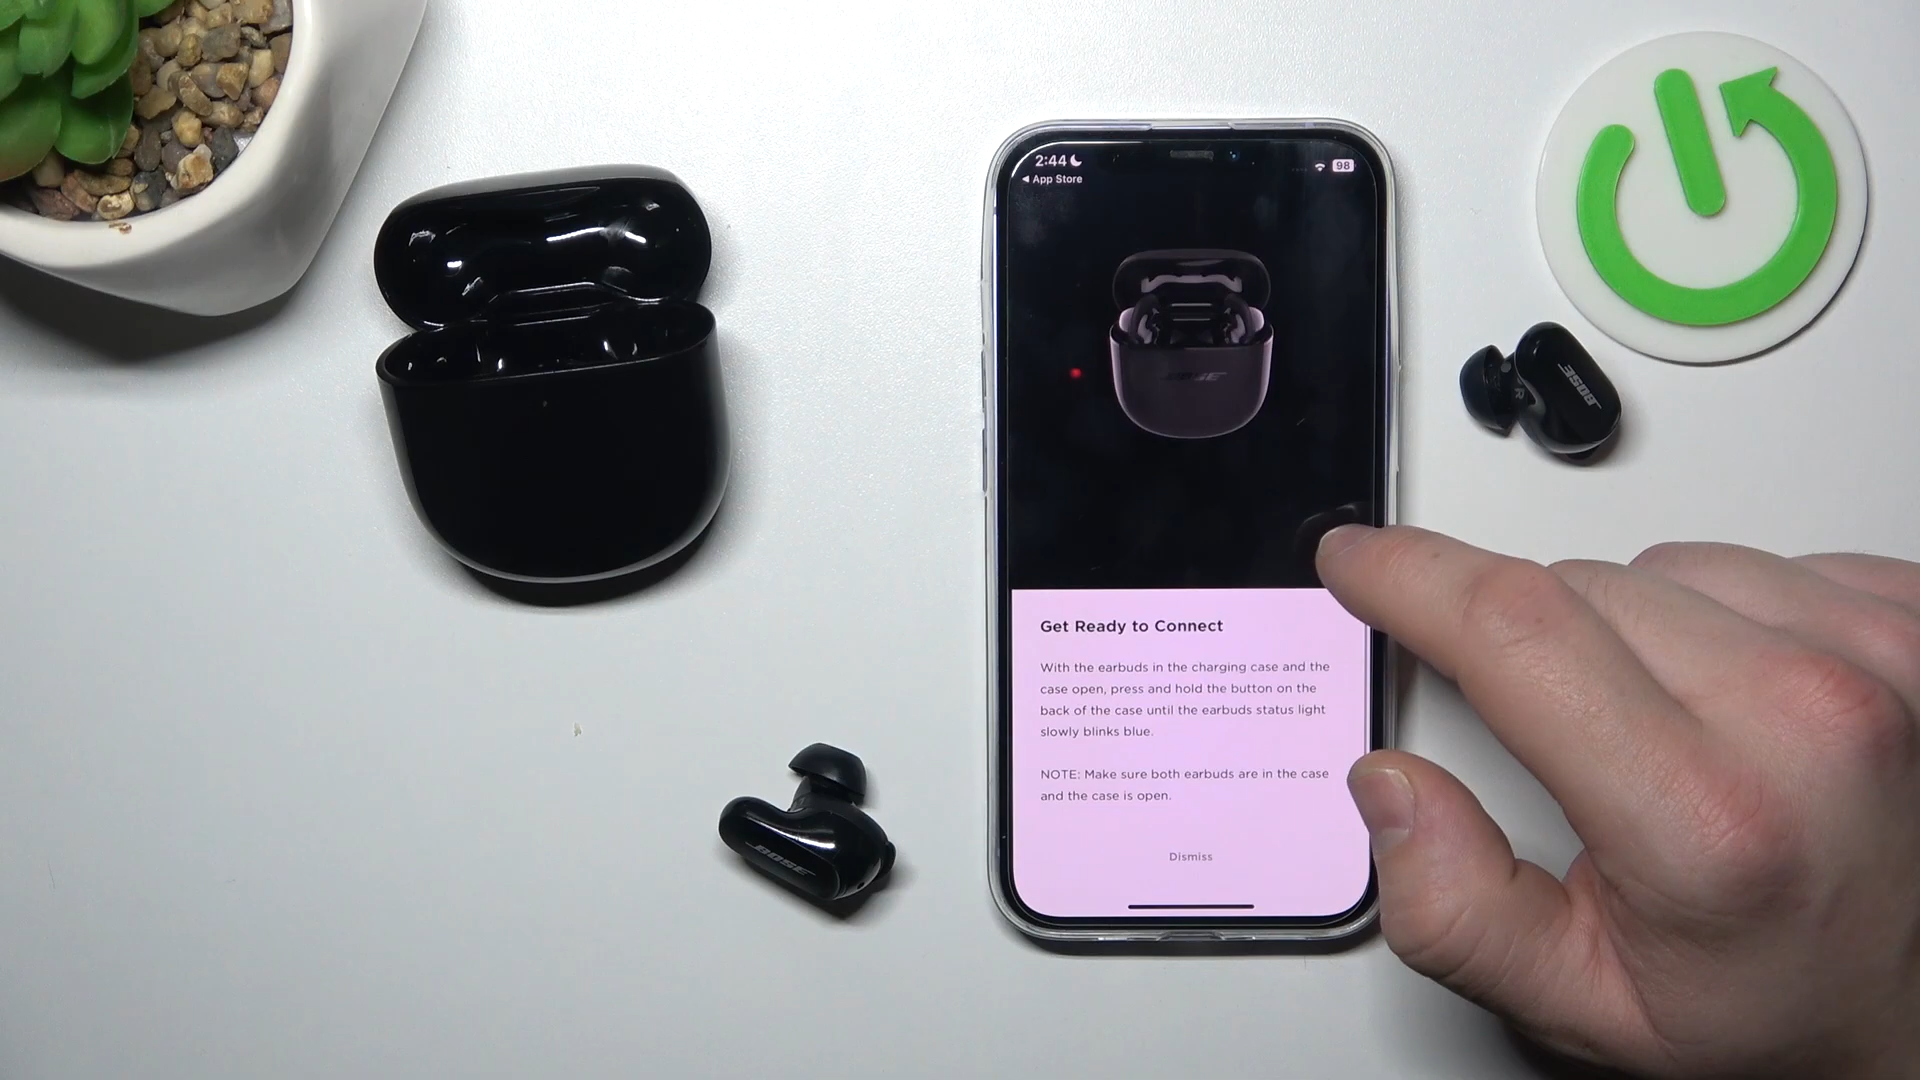 2:44
98
◀ App Store
BOSE
Get Ready to Connect
With the earbuds in the charging case and the
case open, press and hold the button on the
back of the case until the earbuds status light
slowly blinks blue.
NOTE: Make sure both earbuds are in the case
and the case is open.
Dismiss
BOSE
R
BOSE